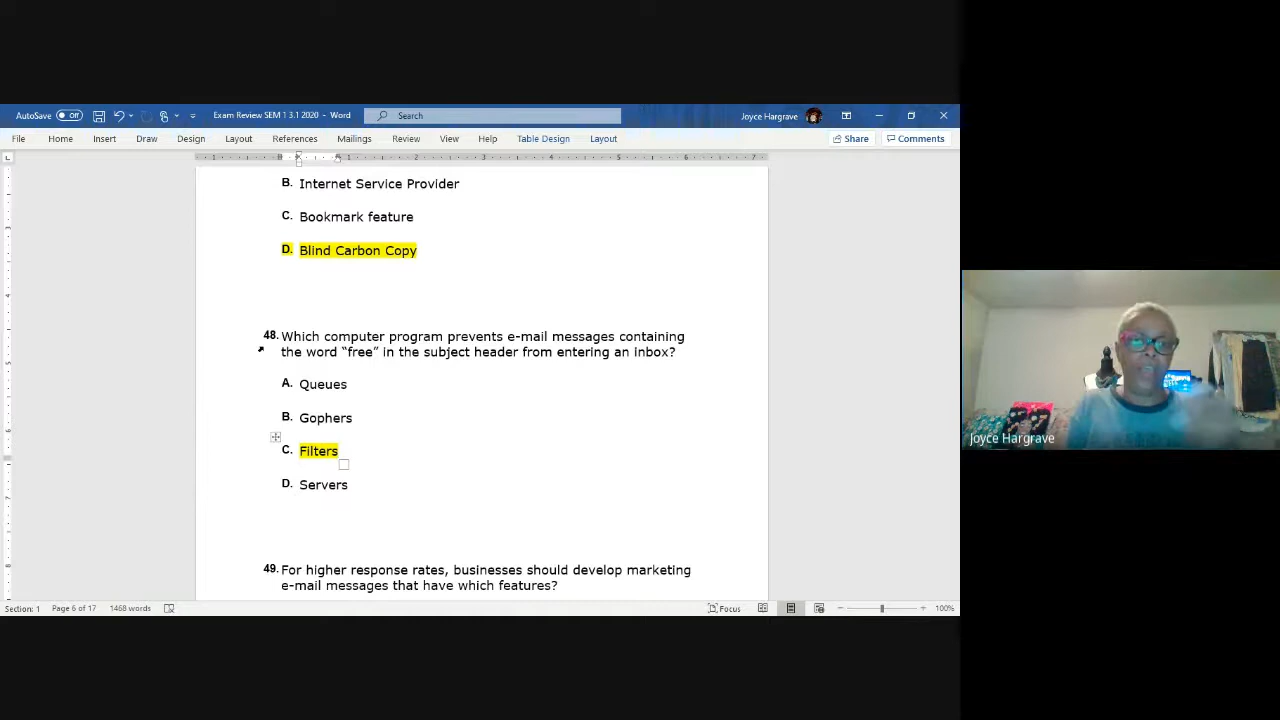 AutoSave Off Exam Review SEM 1 3.1 2020 - Word Search Joyce Hargrave
File Home Insert Draw Design Layout References Mailings Review View Help Table Design Layout Share Comments
B. Internet Service Provider
C. Bookmark feature
D. Blind Carbon Copy
48. Which computer program prevents e-mail messages containing
the word “free” in the subject header from entering an inbox?
A. Queues
B. Gophers
C. Filters
D. Servers
49. For higher response rates, businesses should develop marketing
e-mail messages that have which features?
Section: 1 Page 6 of 17 1468 words Focus 100%
Joyce Hargrave